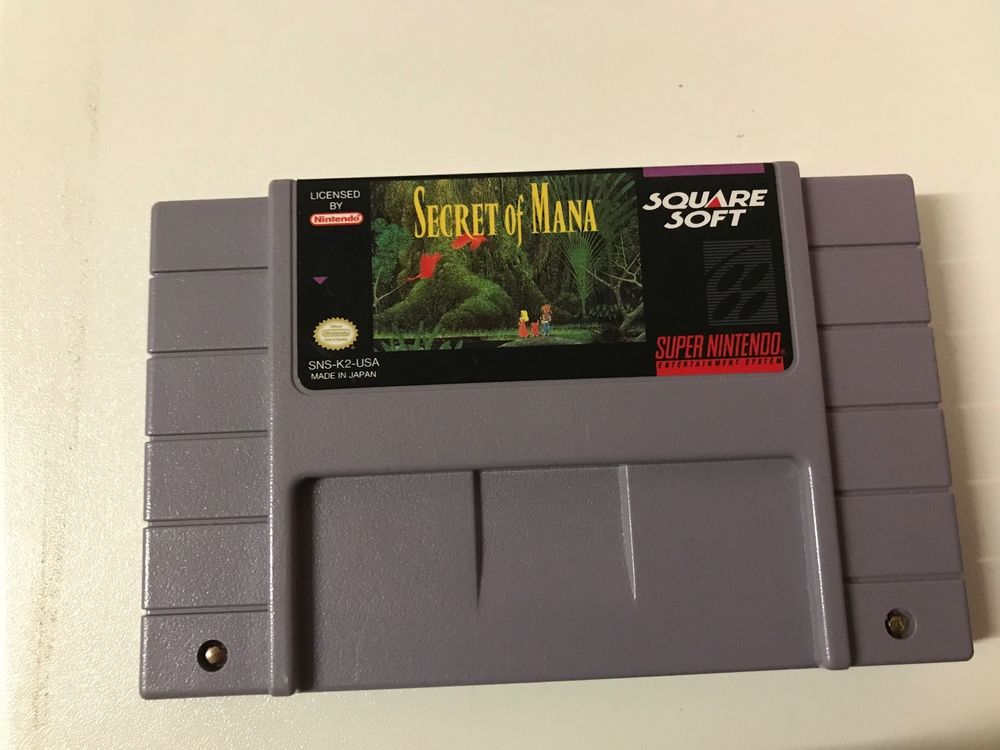 LICENSED
BY
Nintendo
SECRET of MANA
SQUARE
SOFT
SNS-K2-USA
MADE IN JAPAN
SUPER NINTENDO
ENTERTAINMENT SYSTEM